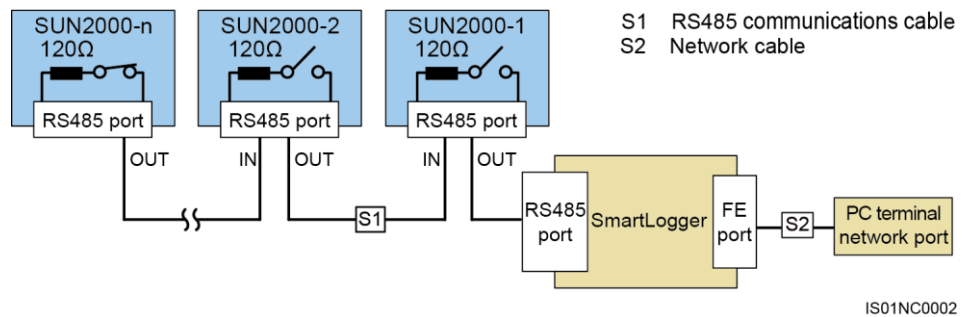 SUN2000-n
120Ω
RS485 port
OUT
SUN2000-2
120Ω
RS485 port
IN
OUT
SUN2000-1
120Ω
RS485 port
IN
OUT
S1 RS485 communications cable
S2 Network cable
S1
RS485
port
SmartLogger
FE
port
S2
PC terminal
network port
IS01NC0002